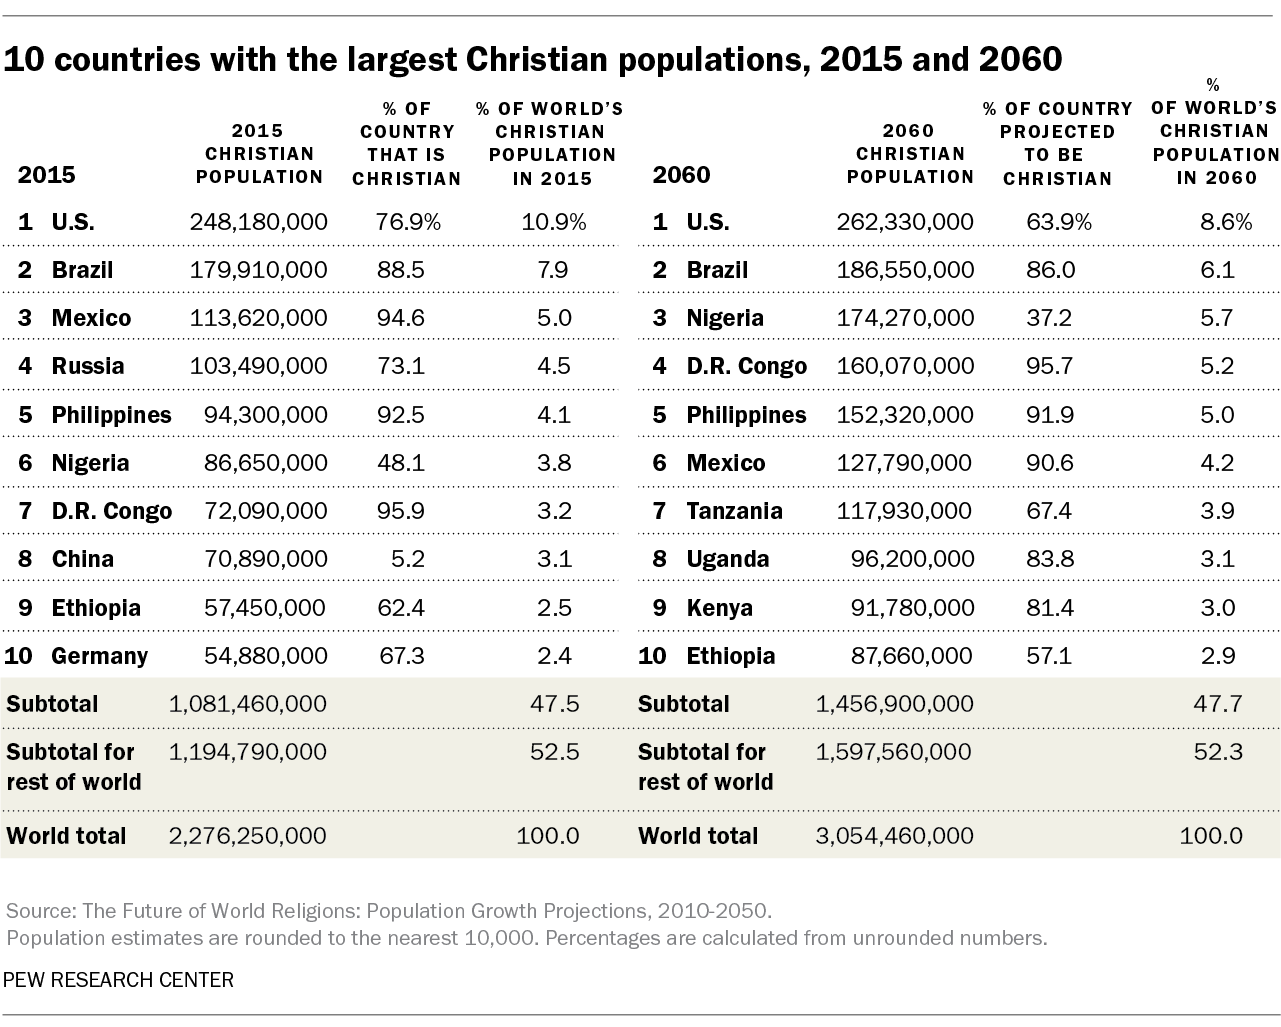 10 countries with the largest Christian populations, 2015 and 2060
2015 2015 CHRISTIAN POPULATION % OF COUNTRY THAT IS CHRISTIAN % OF WORLD'S CHRISTIAN POPULATION IN 2015 2060 2060 CHRISTIAN POPULATION % OF COUNTRY PROJECTED TO BE CHRISTIAN % OF WORLD'S CHRISTIAN POPULATION IN 2060
1 U.S. 248,180,000 76.9% 10.9% 1 U.S. 262,330,000 63.9% 8.6%
2 Brazil 179,910,000 88.5 7.9 2 Brazil 186,550,000 86.0 6.1
3 Mexico 113,620,000 94.6 5.0 3 Nigeria 174,270,000 37.2 5.7
4 Russia 103,490,000 73.1 4.5 4 D.R. Congo 160,070,000 95.7 5.2
5 Philippines 94,300,000 92.5 4.1 5 Philippines 152,320,000 91.9 5.0
6 Nigeria 86,650,000 48.1 3.8 6 Mexico 127,790,000 90.6 4.2
7 D.R. Congo 72,090,000 95.9 3.2 7 Tanzania 117,930,000 67.4 3.9
8 China 70,890,000 5.2 3.1 8 Uganda 96,200,000 83.8 3.1
9 Ethiopia 57,450,000 62.4 2.5 9 Kenya 91,780,000 81.4 3.0
10 Germany 54,880,000 67.3 2.4 10 Ethiopia 87,660,000 57.1 2.9
Subtotal 1,081,460,000 47.5 Subtotal 1,456,900,000 47.7
Subtotal for rest of world 1,194,790,000 52.5 Subtotal for rest of world 1,597,560,000 52.3
World total 2,276,250,000 100.0 World total 3,054,460,000 100.0
Source: The Future of World Religions: Population Growth Projections, 2010-2050.
Population estimates are rounded to the nearest 10,000. Percentages are calculated from unrounded numbers.
PEW RESEARCH CENTER